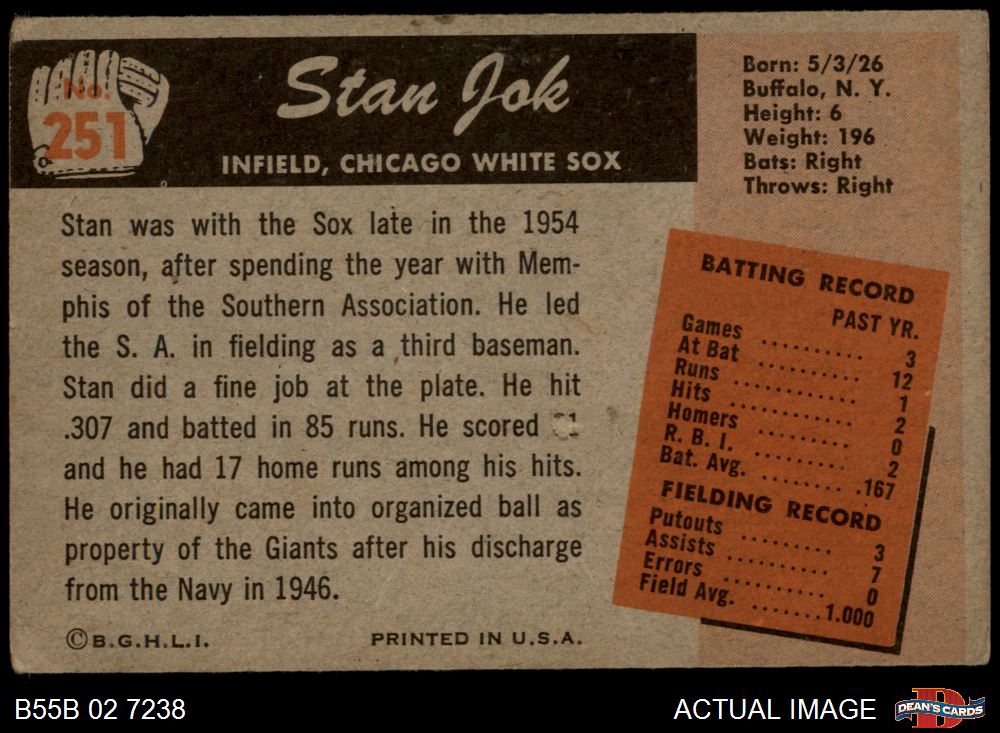 No.
251
Stan Jok
INFIELD, CHICAGO WHITE SOX
Born: 5/3/26
Buffalo, N. Y.
Height: 6
Weight: 196
Bats: Right
Throws: Right
Stan was with the Sox late in the 1954
season, after spending the year with Mem-
phis of the Southern Association. He led
the S. A. in fielding as a third baseman.
Stan did a fine job at the plate. He hit
.307 and batted in 85 runs. He scored
and he had 17 home runs among his hits.
He originally came into organized ball as
property of the Giants after his discharge
from the Navy in 1946.
©B.G.H.L.I.
PRINTED IN U.S.A.
BATTING RECORD
PAST YR.
Games .......... 3
At Bat .......... 12
Runs .......... 1
Hits .......... 2
Homers .......... 0
R. B. I. .......... 2
Bat. Avg. ........ .167
FIELDING RECORD
Putouts ......... 3
Assists .......... 7
Errors .......... 0
Field Avg. .......1.000
B55B 02 7238
ACTUAL IMAGE
DEAN'S CARDS